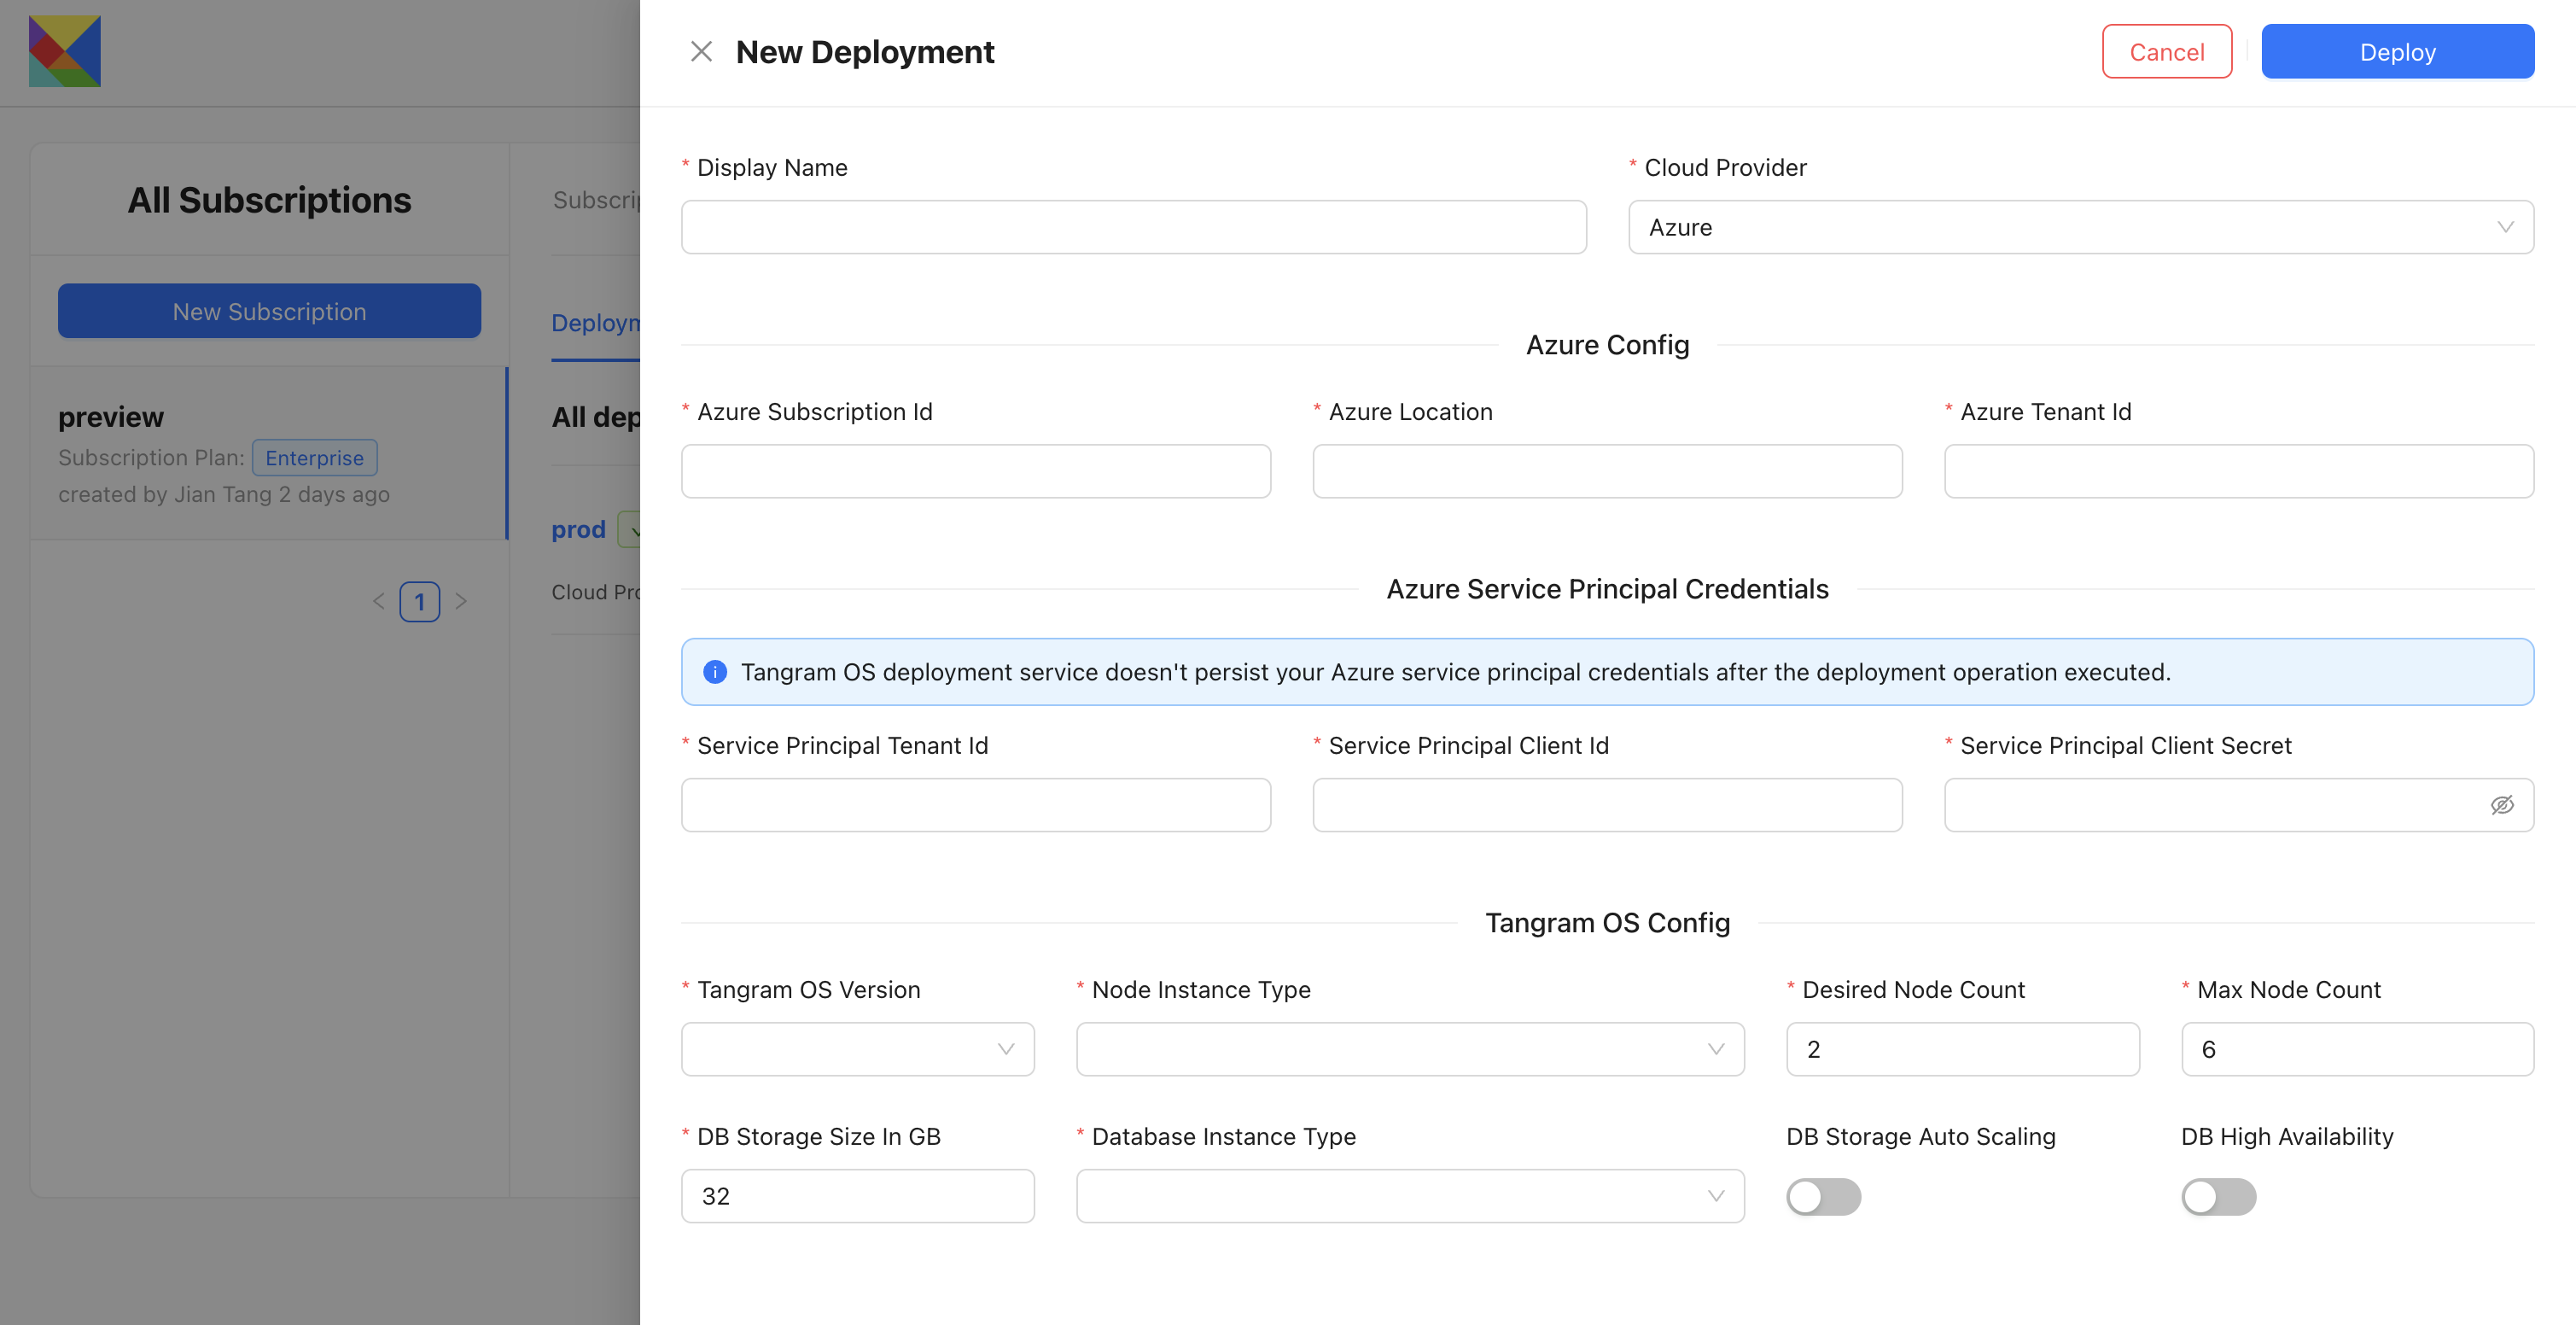 New Deployment
Cancel
Deploy
All Subscriptions
New Subscription
preview
Subscription Plan: Enterprise
created by Jian Tang 2 days ago
1
All
prod
Cloud
* Display Name
* Cloud Provider
Azure
Azure Config
* Azure Subscription Id
* Azure Location
* Azure Tenant Id
Azure Service Principal Credentials
Tangram OS deployment service doesn't persist your Azure service principal credentials after the deployment operation executed.
* Service Principal Tenant Id
* Service Principal Client Id
* Service Principal Client Secret
Tangram OS Config
* Tangram OS Version
* Node Instance Type
* Desired Node Count
2
* Max Node Count
6
* DB Storage Size In GB
32
* Database Instance Type
DB Storage Auto Scaling
DB High Availability